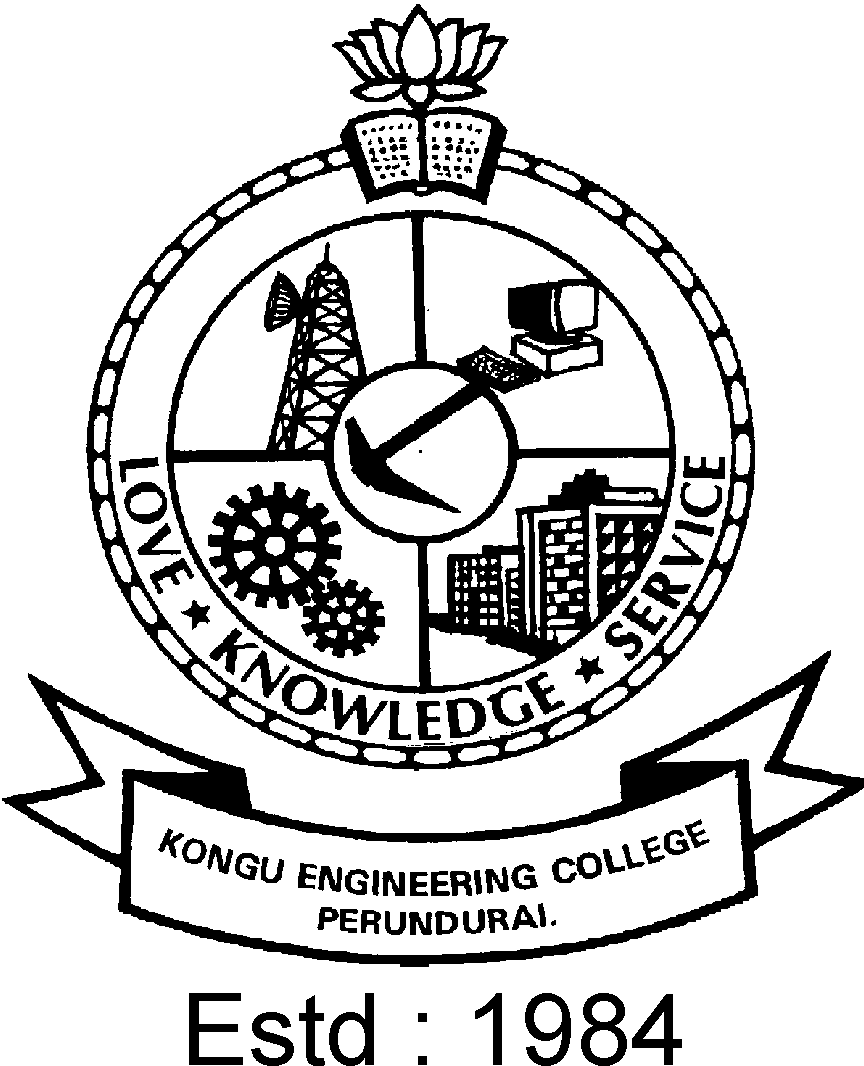 LOVE ★ KNOWLEDGE ★ SERVICE
KONGU ENGINEERING COLLEGE
PERUNDURAI.
Estd : 1984